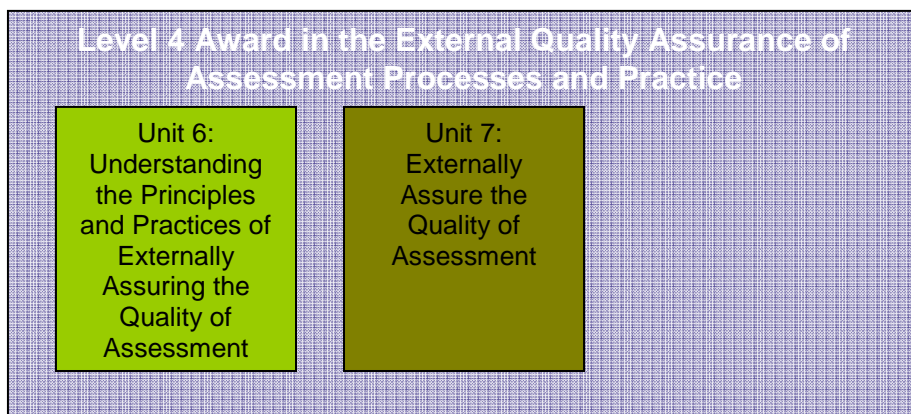 Level 4 Award in the External Quality Assurance of
Assessment Processes and Practice
Unit 6:
Understanding
the Principles
and Practices of
Externally
Assuring the
Quality of
Assessment
Unit 7:
Externally
Assure the
Quality of
Assessment